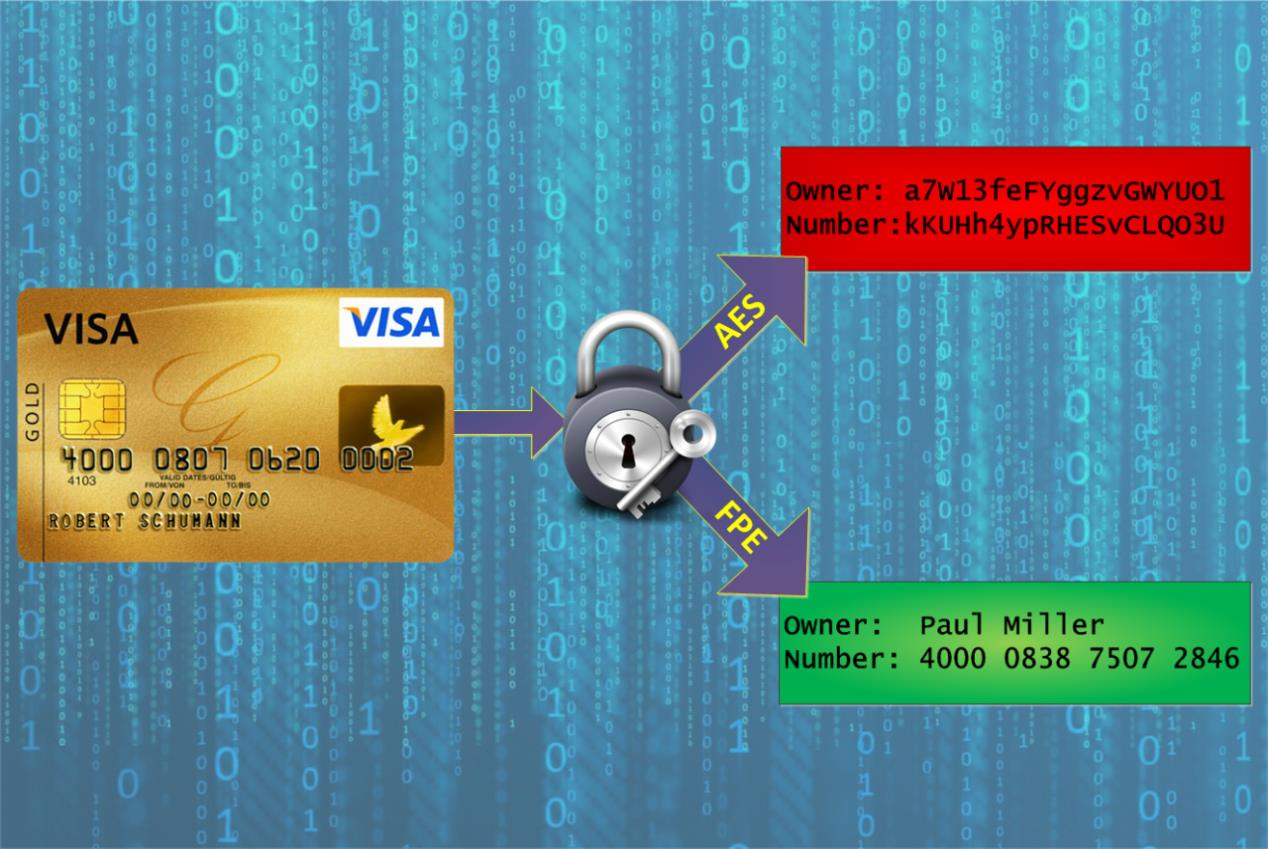 VISA
VISA
GOLD
4000 0807 0620 0002
4103
VALID DATES/GÜLTIG
FROM/VON TO/BIS
00/00-00/00
ROBERT SCHUMANN
AES
FPE
Owner: a7W13feFYggzvGWYUO1
Number:kKUHh4ypRHESvCLQO3U
Owner: Paul Miller
Number: 4000 0838 7507 2846